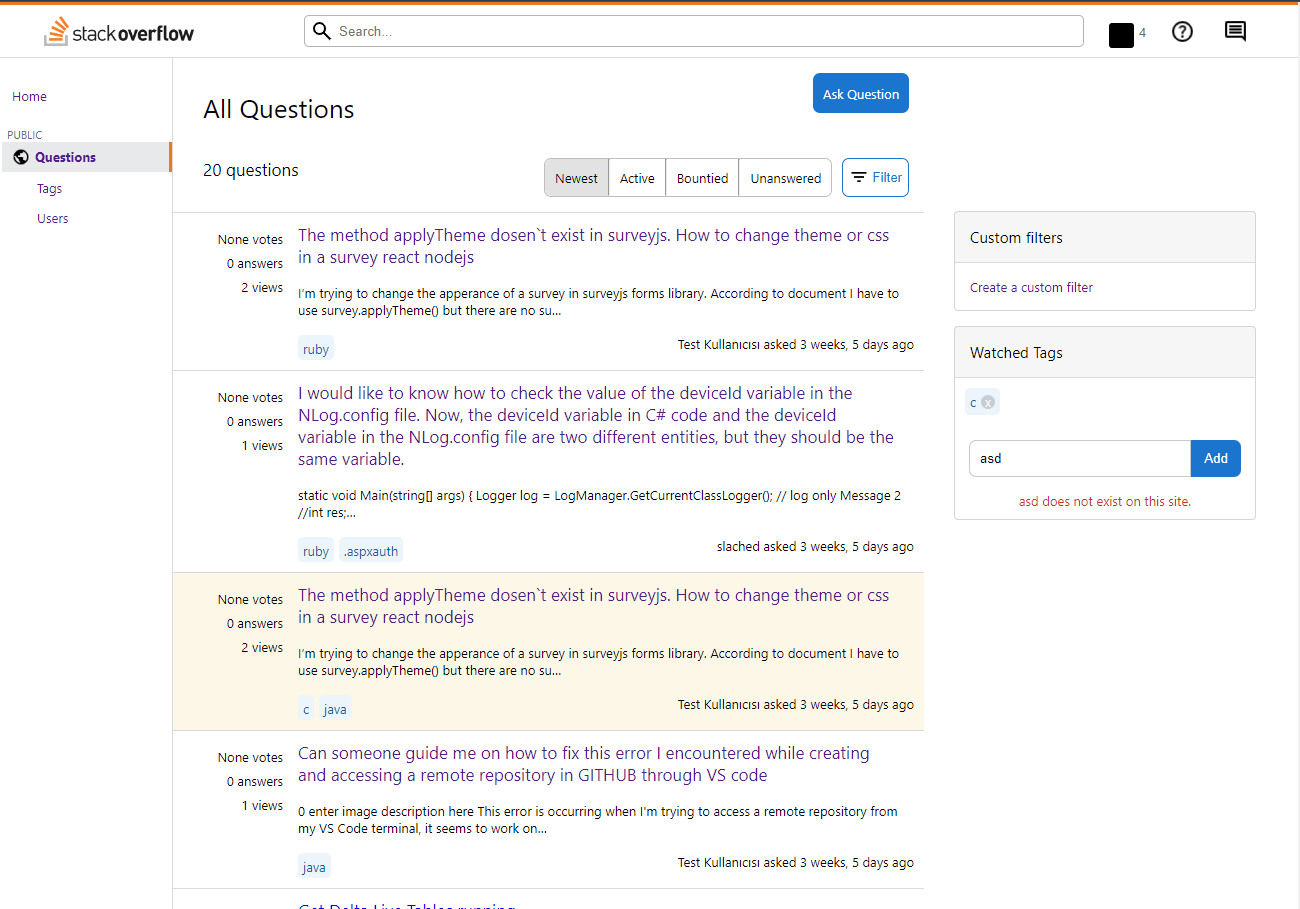 stackoverflow
Search...
4
Home
PUBLIC
Questions
Tags
Users
All Questions
Ask Question
20 questions
Newest
Active
Bountied
Unanswered
Filter
None votes
0 answers
2 views
The method applyTheme dosen`t exist in surveyjs. How to change theme or css
in a survey react nodejs
I'm trying to change the apperance of a survey in surveyjs forms library. According to document I have to
use survey.applyTheme() but there are no su...
ruby
Test Kullanıcısı asked 3 weeks, 5 days ago
None votes
0 answers
1 views
I would like to know how to check the value of the deviceId variable in the
NLog.config file. Now, the deviceId variable in C# code and the deviceId
variable in the NLog.config file are two different entities, but they should be the
same variable.
static void Main(string[] args) { Logger log = LogManager.GetCurrentClassLogger(); // log only Message 2
//int res;...
ruby .aspxauth
slached asked 3 weeks, 5 days ago
None votes
0 answers
2 views
The method applyTheme dosen`t exist in surveyjs. How to change theme or css
in a survey react nodejs
I'm trying to change the apperance of a survey in surveyjs forms library. According to document I have to
use survey.applyTheme() but there are no su...
c java
Test Kullanıcısı asked 3 weeks, 5 days ago
None votes
0 answers
1 views
Can someone guide me on how to fix this error I encountered while creating
and accessing a remote repository in GITHUB through VS code
0 enter image description here This error is occurring when I'm trying to access a remote repository from
my VS Code terminal, it seems to work on...
java
Test Kullanıcısı asked 3 weeks, 5 days ago
Get Delta Live Tables running
Custom filters
Create a custom filter
Watched Tags
c x
asd
Add
asd does not exist on this site.